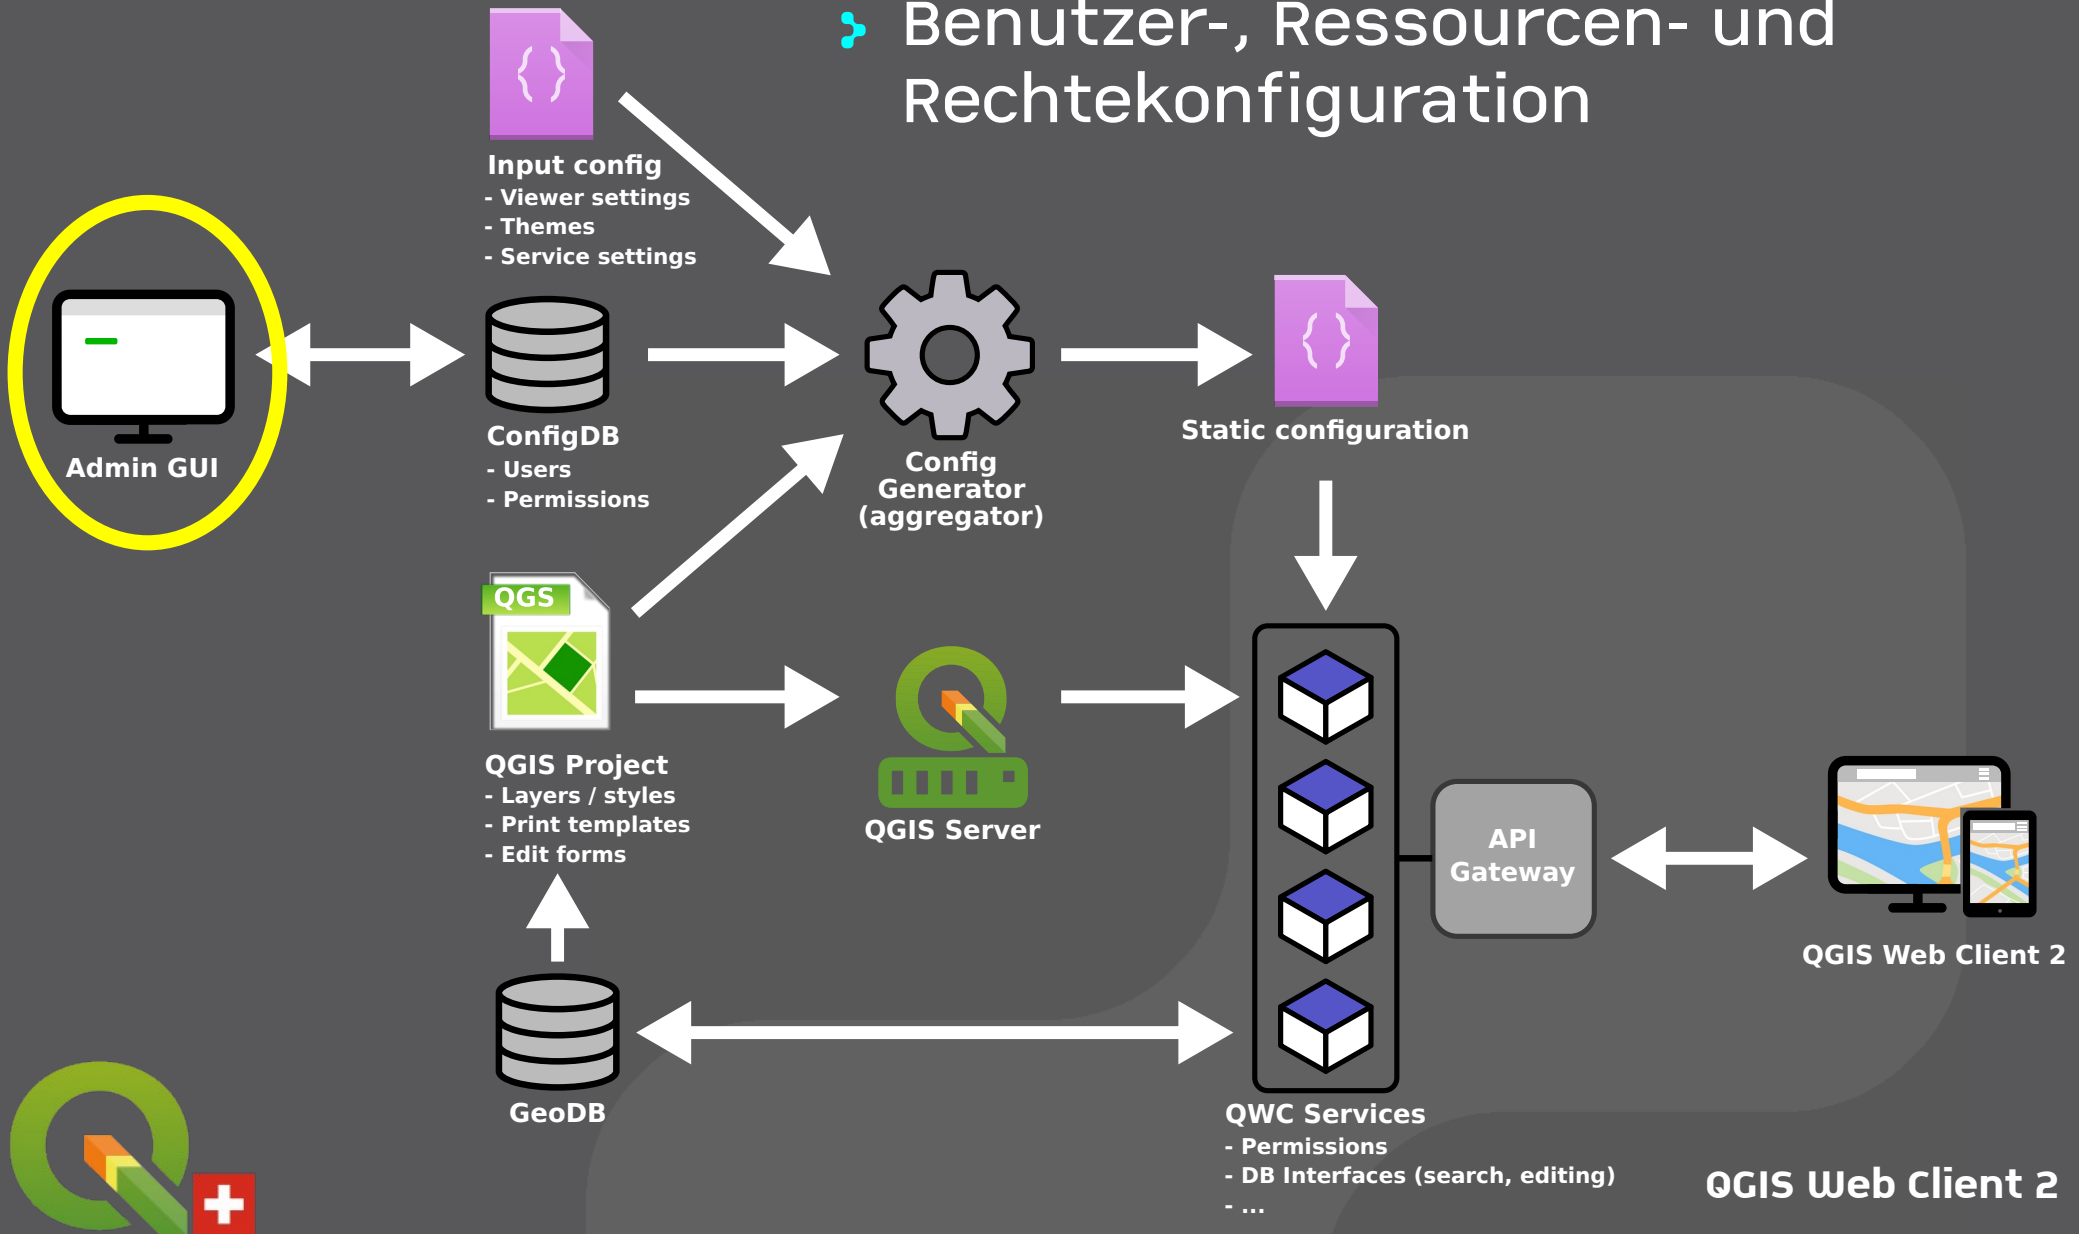 Benutzer-, Ressourcen- und
Rechtekonfiguration
Input config
- Viewer settings
- Themes
- Service settings
Admin GUI
ConfigDB
- Users
- Permissions
Config
Generator
(aggregator)
Static configuration
QGS
QGIS Project
- Layers / styles
- Print templates
- Edit forms
QGIS Server
API
Gateway
QGIS Web Client 2
GeoDB
QWC Services
- Permissions
- DB Interfaces (search, editing)
- ...
QGIS Web Client 2